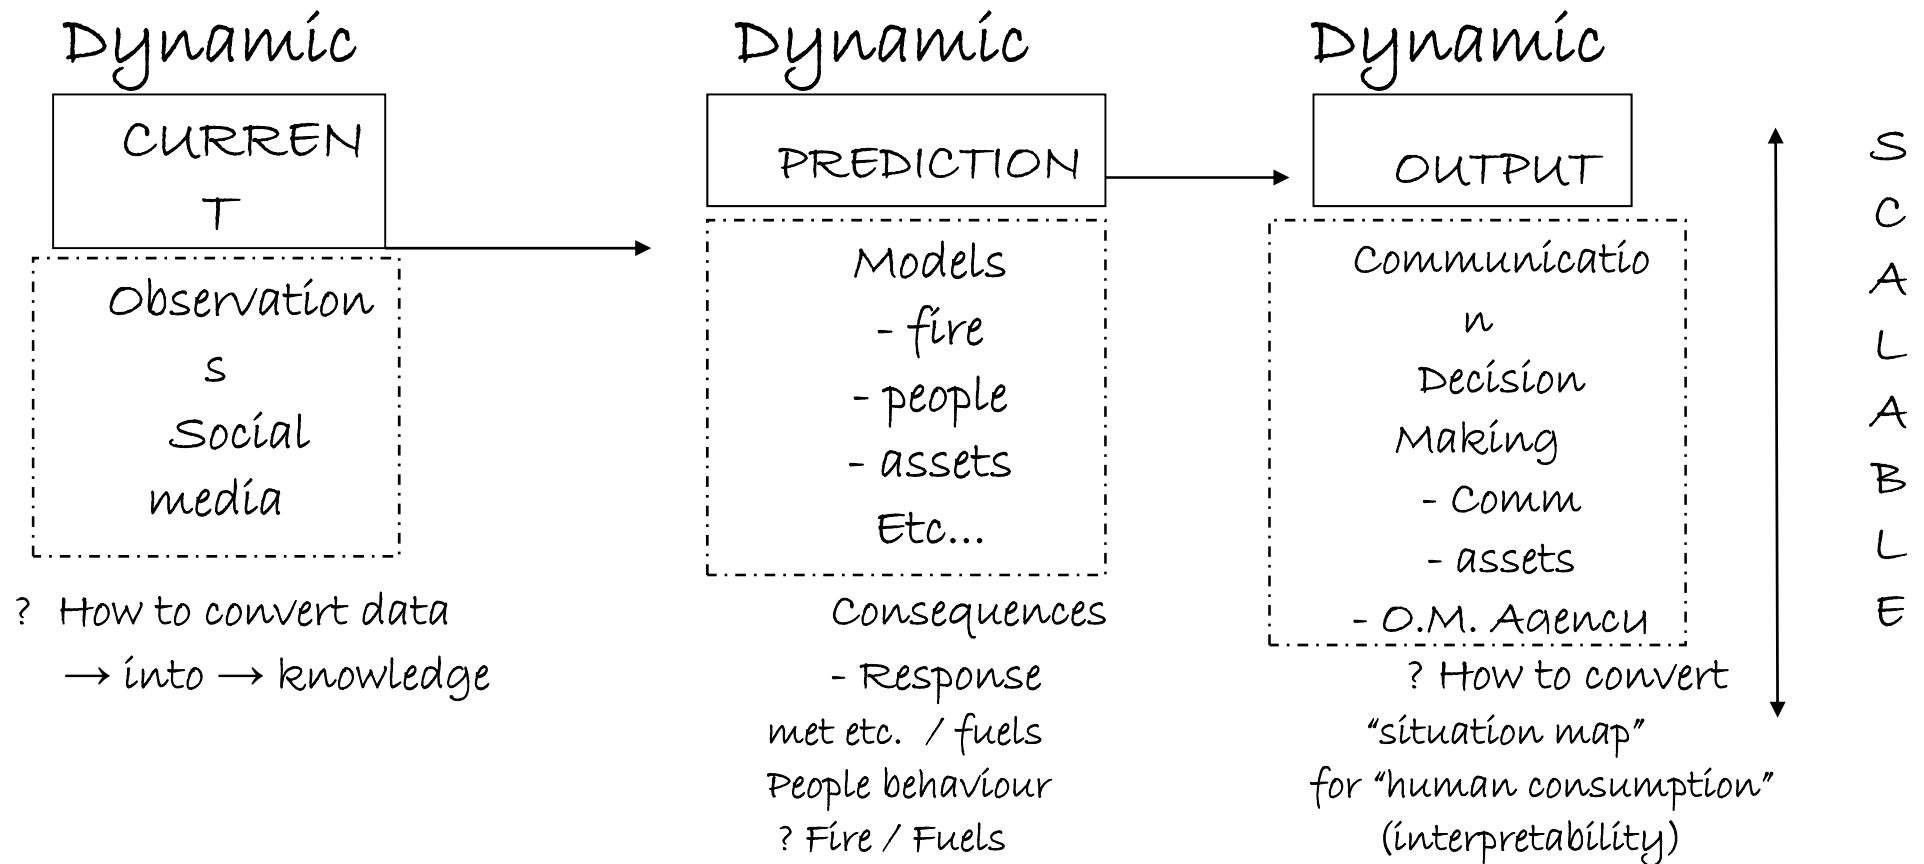 Dynamic
CURREN
T
Observation
s
Social
media
? How to convert data
→ into → knowledge
Dynamic
PREDICTION
Models
- fire
- people
- assets
Etc...
Consequences
- Response
met etc. / fuels
People behaviour
? Fire / Fuels
Dynamic
OUTPUT
Communicatio
n
Decision
Making
- Comm
- assets
- O.M. Agency
? How to convert
“situation map”
for “human consumption”
(interpretability)
S
C
A
L
A
B
L
E